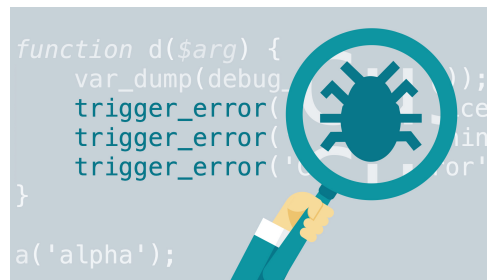 function d($arg) {
var_dump(debug_ ));
trigger_error(
trigger_error(
trigger_error('
}
a('alpha');